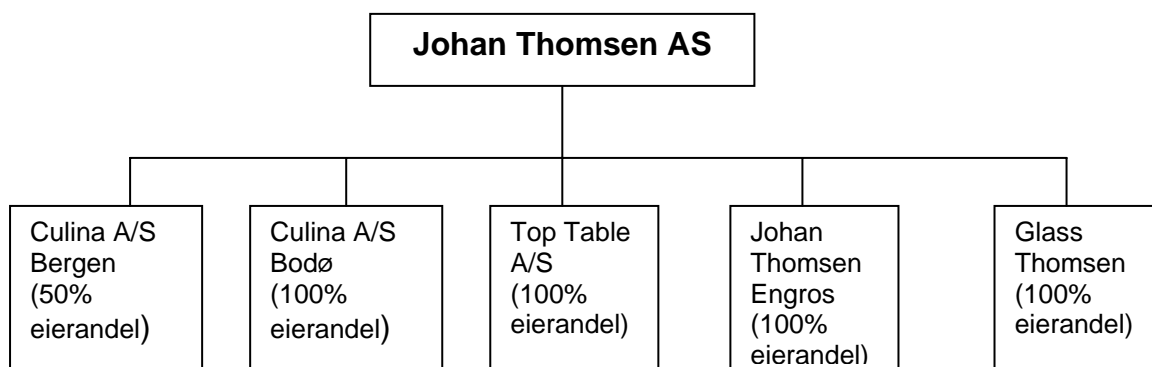 Johan Thomsen AS
Culina A/S
Bergen
(50%
eierandel)
Culina A/S
Bodø
(100%
eierandel)
Top Table
A/S
(100%
eierandel)
Johan
Thomsen
Engros
(100%
eierandel)
Glass
Thomsen
(100%
eierandel)